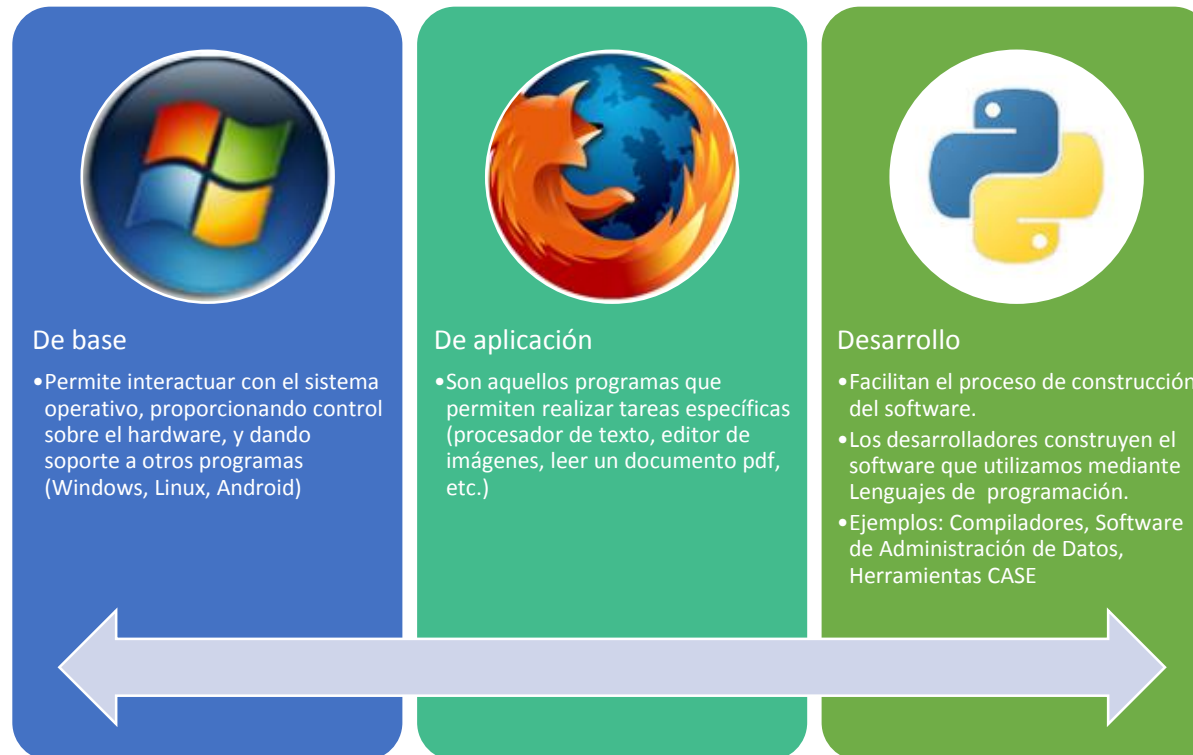 De base
•Permite interactuar con el sistema
operativo, proporcionando control
sobre el hardware, y dando
soporte a otros programas
(Windows, Linux, Android)
De aplicación
•Son aquellos programas que
permiten realizar tareas específicas
(procesador de texto, editor de
imágenes, leer un documento pdf,
etc.)
Desarrollo
•Facilitan el proceso de construcción
del software.
•Los desarrolladores construyen el
software que utilizamos mediante
Lenguajes de programación.
•Ejemplos: Compiladores, Software
de Administración de Datos,
Herramientas CASE